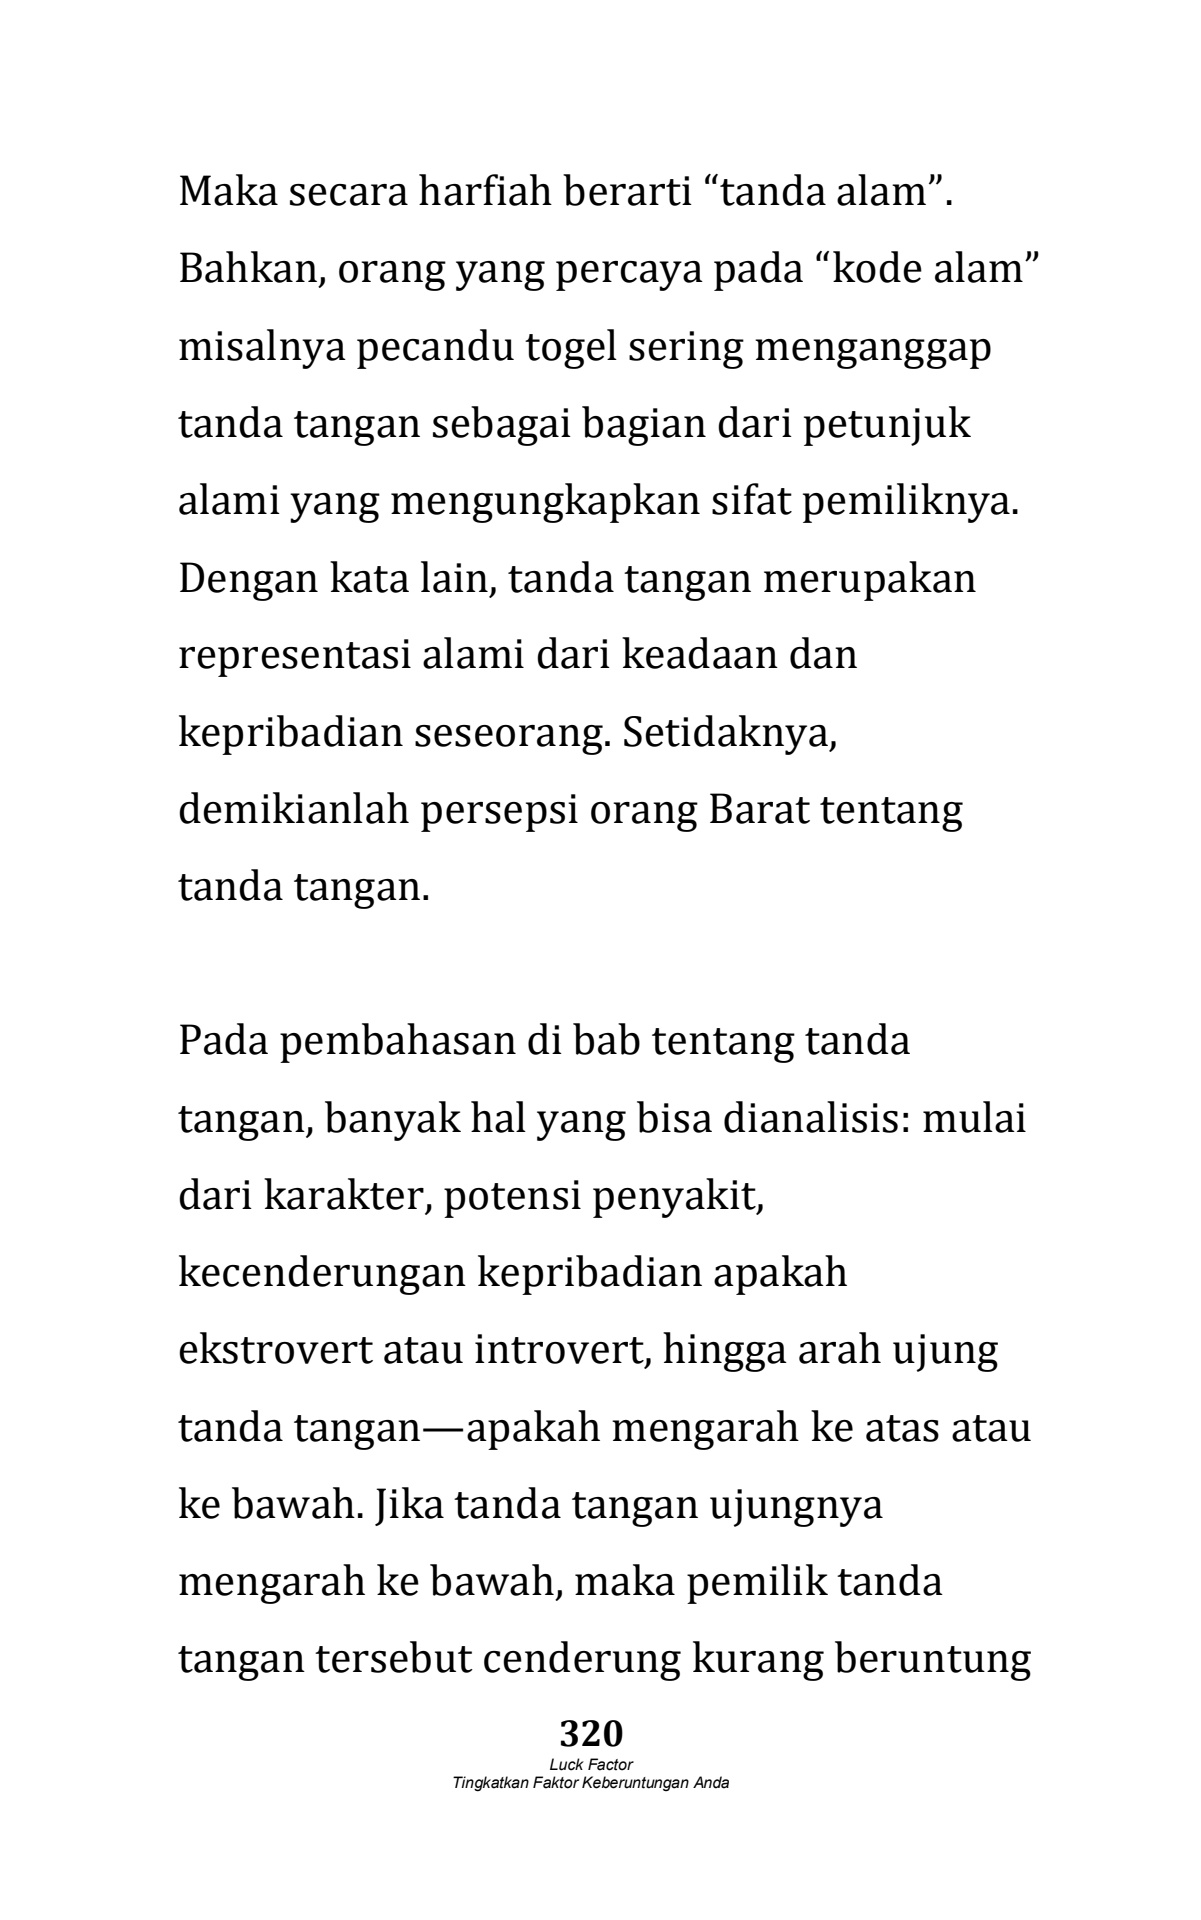 Maka secara harfiah berarti “tanda alam”.
Bahkan, orang yang percaya pada “kode alam”
misalnya pecandu togel sering menganggap
tanda tangan sebagai bagian dari petunjuk
alami yang mengungkapkan sifat pemiliknya.
Dengan kata lain, tanda tangan merupakan
representasi alami dari keadaan dan
kepribadian seseorang. Setidaknya,
demikianlah persepsi orang Barat tentang
tanda tangan.
Pada pembahasan di bab tentang tanda
tangan, banyak hal yang bisa dianalisis: mulai
dari karakter, potensi penyakit,
kecenderungan kepribadian apakah
ekstrovert atau introvert, hingga arah ujung
tanda tangan—apakah mengarah ke atas atau
ke bawah. Jika tanda tangan ujungnya
mengarah ke bawah, maka pemilik tanda
tangan tersebut cenderung kurang beruntung
320
Luck Factor
Tingkatkan Faktor Keberuntungan Anda